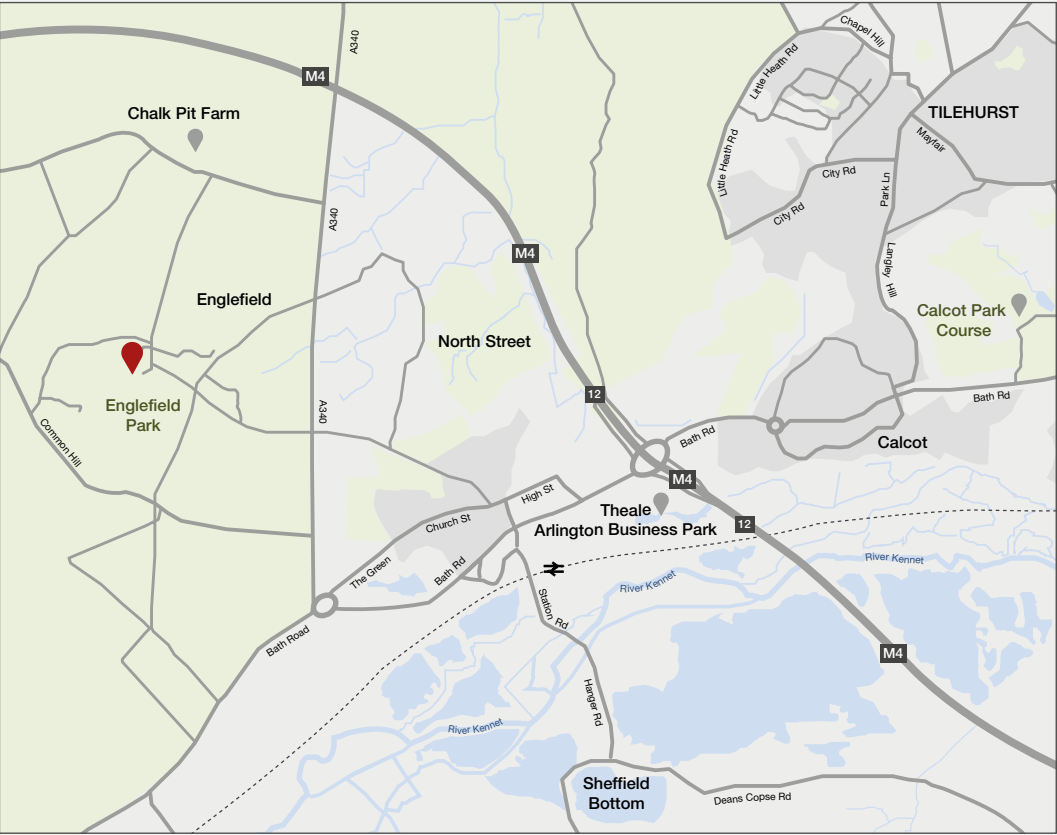 M4
A340
Chapel Hill
Little Heath Rd
Chalk Pit Farm
TILEHURST
Mayfair
Little Heath Rd
City Rd
Park Ln
City Rd
A340
M4
Langley Hill
Englefield
Calcot Park
Course
North Street
12
Englefield
Park
A340
Common Hill
Bath Rd
Bath Rd
Calcot
M4
High St
Theale
Arlington Business Park
12
Church St
The Green
Bath Rd
River Kennet
River Kennet
Station Rd
Bath Road
M4
Hanger Rd
River Kennet
Sheffield
Bottom
Deans Copse Rd